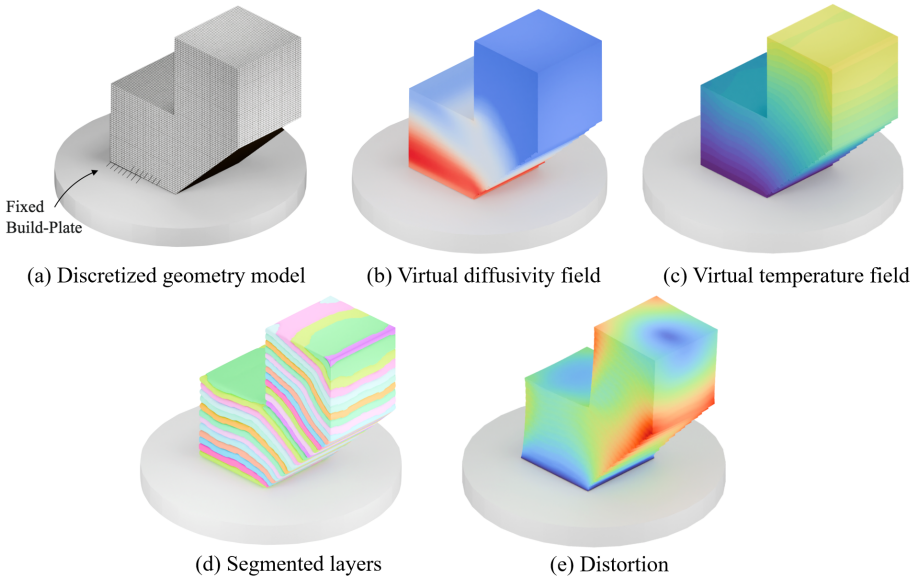 Fixed
Build-Plate
(a) Discretized geometry model
(b) Virtual diffusivity field
(c) Virtual temperature field
(d) Segmented layers
(e) Distortion